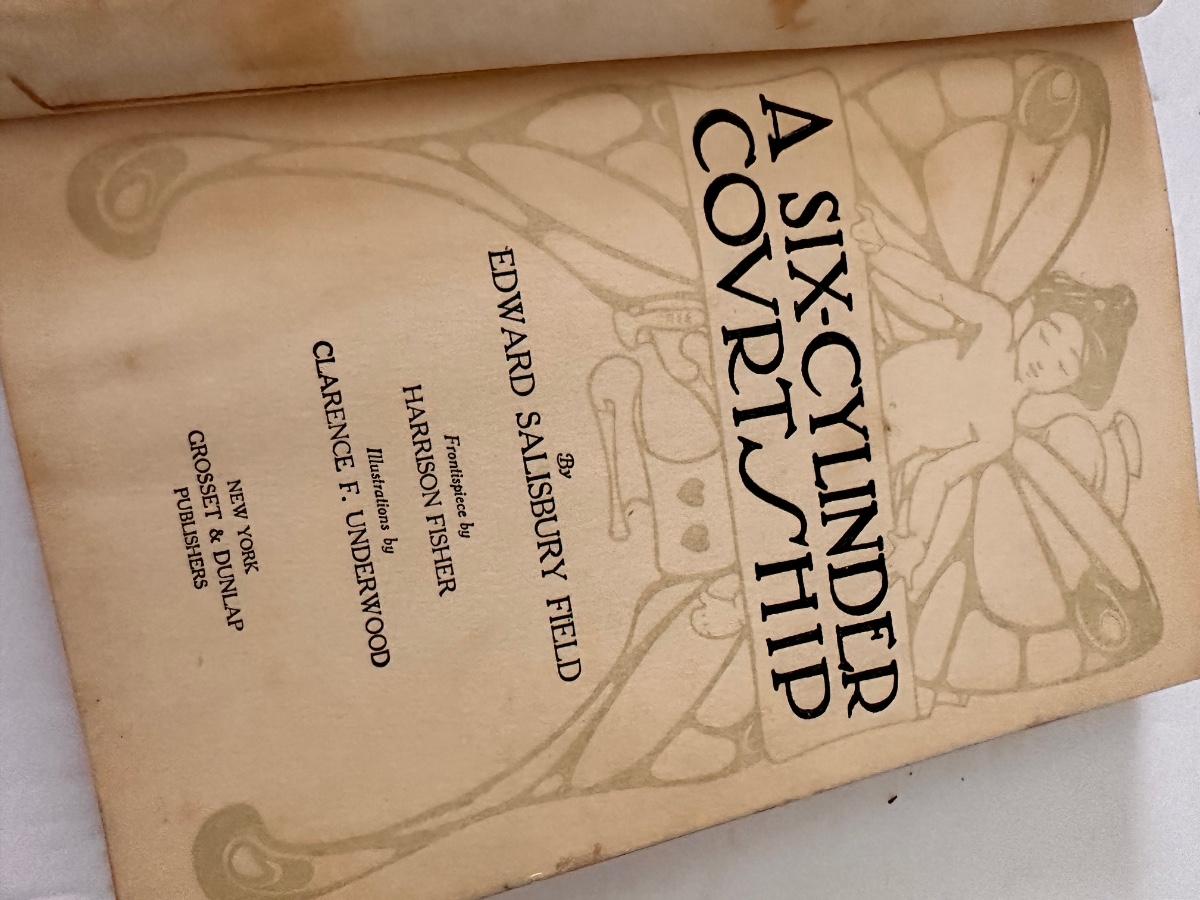 A SIX-CYLINDER
COVRTSHIP
By
EDWARD SALISBURY FIELD
Frontispiece by
HARRISON FISHER
Illustrations by
CLARENCE F. UNDERWOOD
NEW YORK
GROSSET & DUNLAP
PUBLISHERS